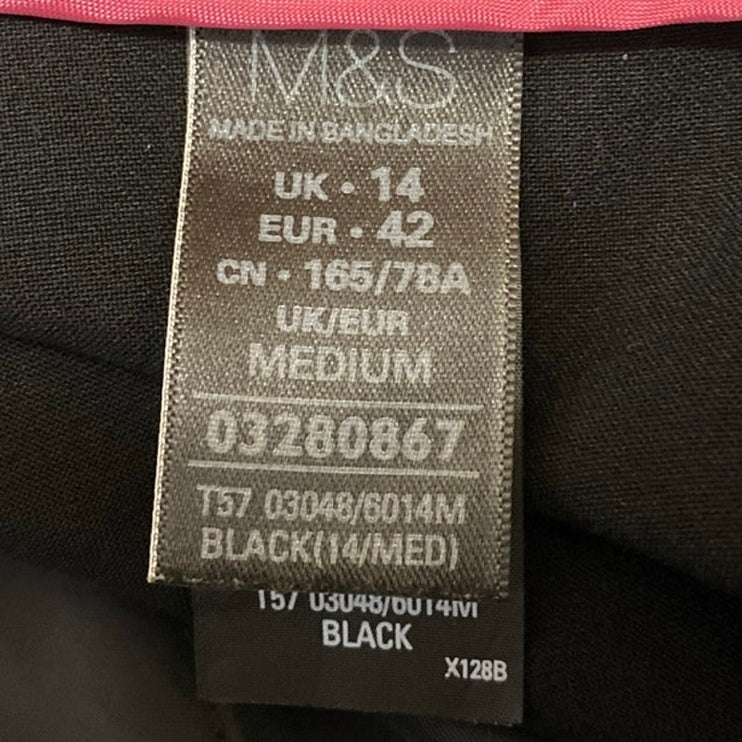 M&S
MADE IN BANGLADESH
UK • 14
EUR • 42
CN • 165/78A
UK/EUR
MEDIUM
03280867
T57 03048/6014M
BLACK(14/MED)
T57 03048/6014M
BLACK
X128B